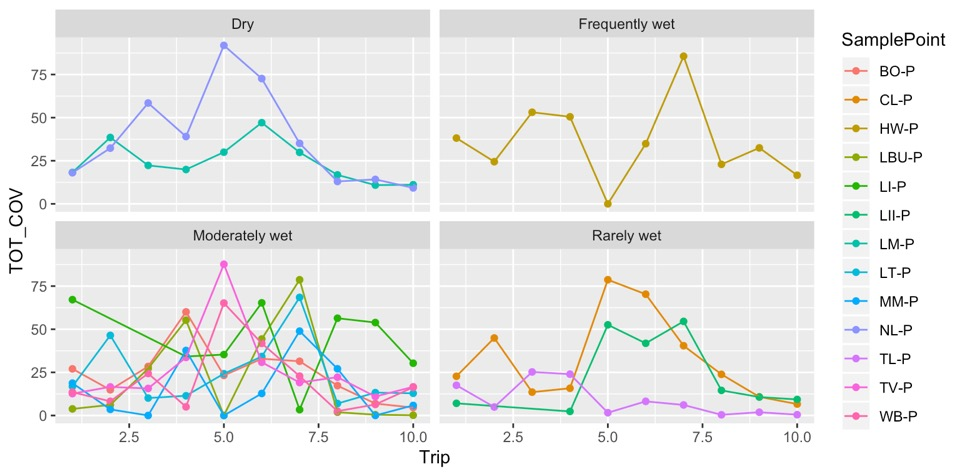 Dry
Frequently wet
75
50
25
0
Moderately wet
Rarely wet
75
50
25
0
2.5
5.0
7.5
10.0
2.5
5.0
7.5
10.0
Trip
TOT_COV
SamplePoint
BO-P
CL-P
HW-P
LBU-P
LI-P
LII-P
LM-P
LT-P
MM-P
NL-P
TL-P
TV-P
WB-P